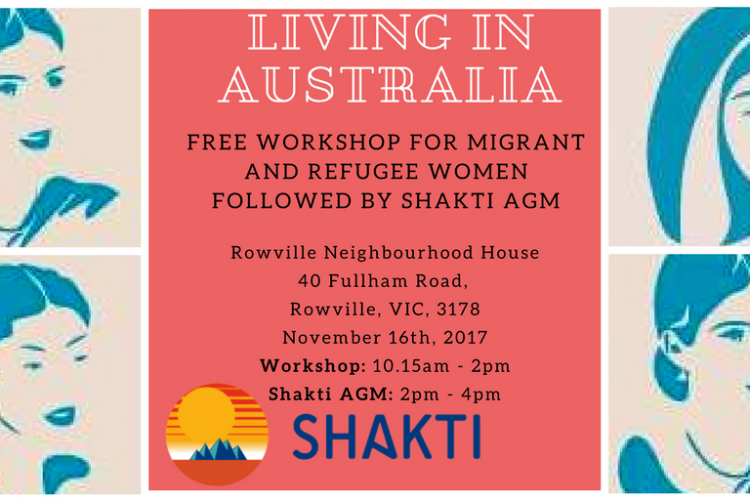 LIVING IN
AUSTRALIA
FREE WORKSHOP FOR MIGRANT
AND REFUGEE WOMEN
FOLLOWED BY SHAKTI AGM
Rowville Neighbourhood House
40 Fullham Road,
Rowville, VIC, 3178
November 16th, 2017
Workshop: 10.15am - 2pm
Shakti AGM: 2pm - 4pm
SHAKTI